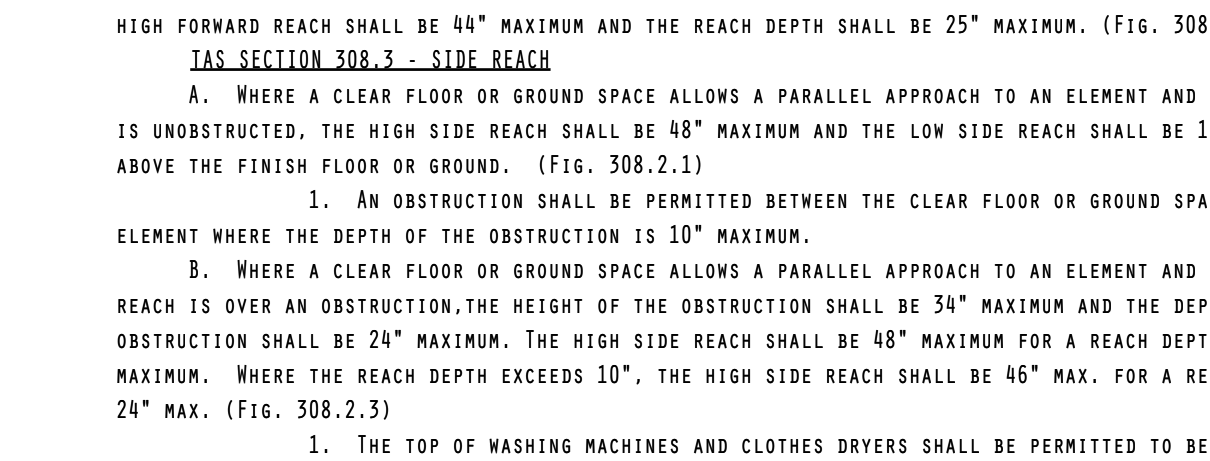 HIGH FORWARD REACH SHALL BE 44" MAXIMUM AND THE REACH DEPTH SHALL BE 25" MAXIMUM. (FIG. 308
TAS SECTION 308.3 - SIDE REACH
A. WHERE A CLEAR FLOOR OR GROUND SPACE ALLOWS A PARALLEL APPROACH TO AN ELEMENT AND
IS UNOBSTRUCTED, THE HIGH SIDE REACH SHALL BE 48" MAXIMUM AND THE LOW SIDE REACH SHALL BE 1
ABOVE THE FINISH FLOOR OR GROUND. (FIG. 308.2.1)
1. AN OBSTRUCTION SHALL BE PERMITTED BETWEEN THE CLEAR FLOOR OR GROUND SPA
ELEMENT WHERE THE DEPTH OF THE OBSTRUCTION IS 10" MAXIMUM.
B. WHERE A CLEAR FLOOR OR GROUND SPACE ALLOWS A PARALLEL APPROACH TO AN ELEMENT AND
REACH IS OVER AN OBSTRUCTION,THE HEIGHT OF THE OBSTRUCTION SHALL BE 34" MAXIMUM AND THE DEP
OBSTRUCTION SHALL BE 24" MAXIMUM. THE HIGH SIDE REACH SHALL BE 48" MAXIMUM FOR A REACH DEPT
MAXIMUM. WHERE THE REACH DEPTH EXCEEDS 10", THE HIGH SIDE REACH SHALL BE 46" MAX. FOR A RE
24" MAX. (FIG. 308.2.3)
1. THE TOP OF WASHING MACHINES AND CLOTHES DRYERS SHALL BE PERMITTED TO BE